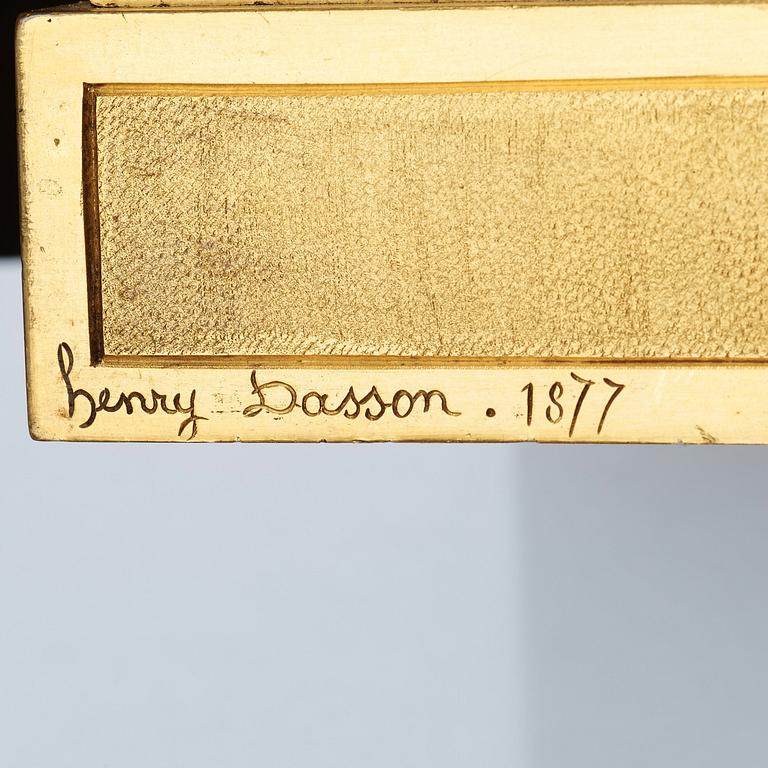 henry Dasson . 1877